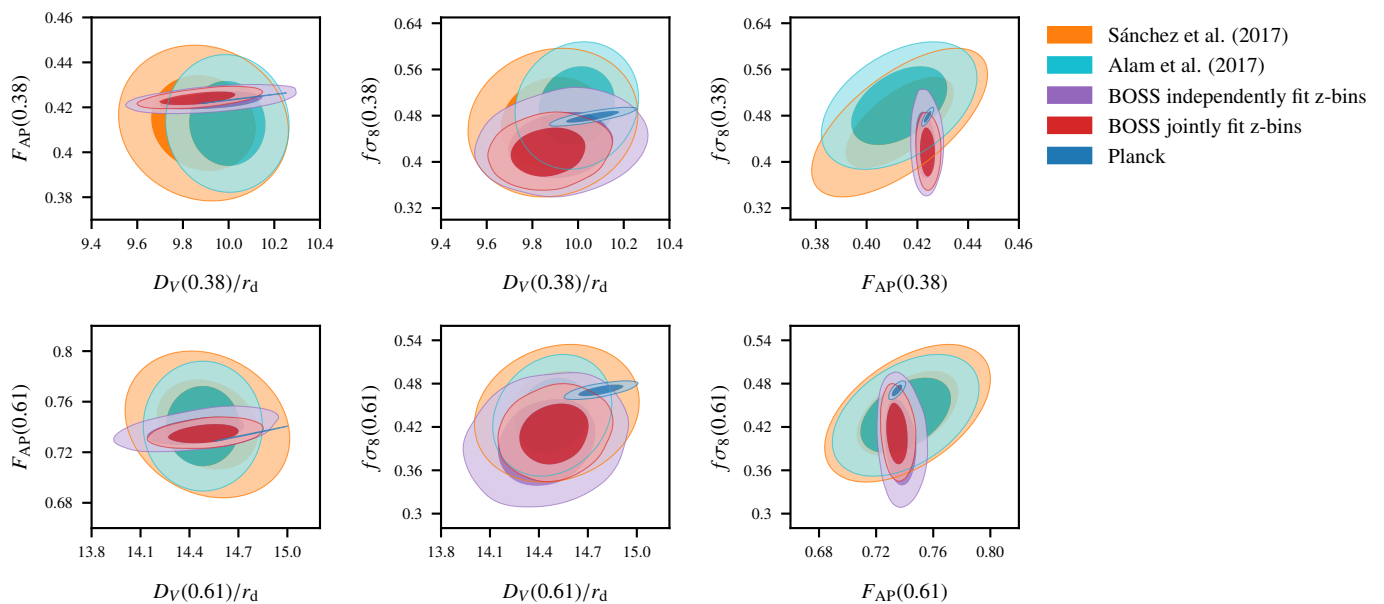 0.46
0.44
0.42
0.4
0.38
F_AP(0.38)
9.4 9.6 9.8 10.0 10.2 10.4
D_V(0.38)/r_d
0.64
0.56
0.48
0.4
0.32
fσ_8(0.38)
9.4 9.6 9.8 10.0 10.2 10.4
D_V(0.38)/r_d
0.64
0.56
0.48
0.4
0.32
fσ_8(0.38)
0.38 0.40 0.42 0.44 0.46
F_AP(0.38)
Sánchez et al. (2017)
Alam et al. (2017)
BOSS independently fit z-bins
BOSS jointly fit z-bins
Planck
0.8
0.76
0.72
0.68
F_AP(0.61)
13.8 14.1 14.4 14.7 15.0
D_V(0.61)/r_d
0.54
0.48
0.42
0.36
0.3
fσ_8(0.61)
13.8 14.1 14.4 14.7 15.0
D_V(0.61)/r_d
0.54
0.48
0.42
0.36
0.3
fσ_8(0.61)
0.68 0.72 0.76 0.80
F_AP(0.61)